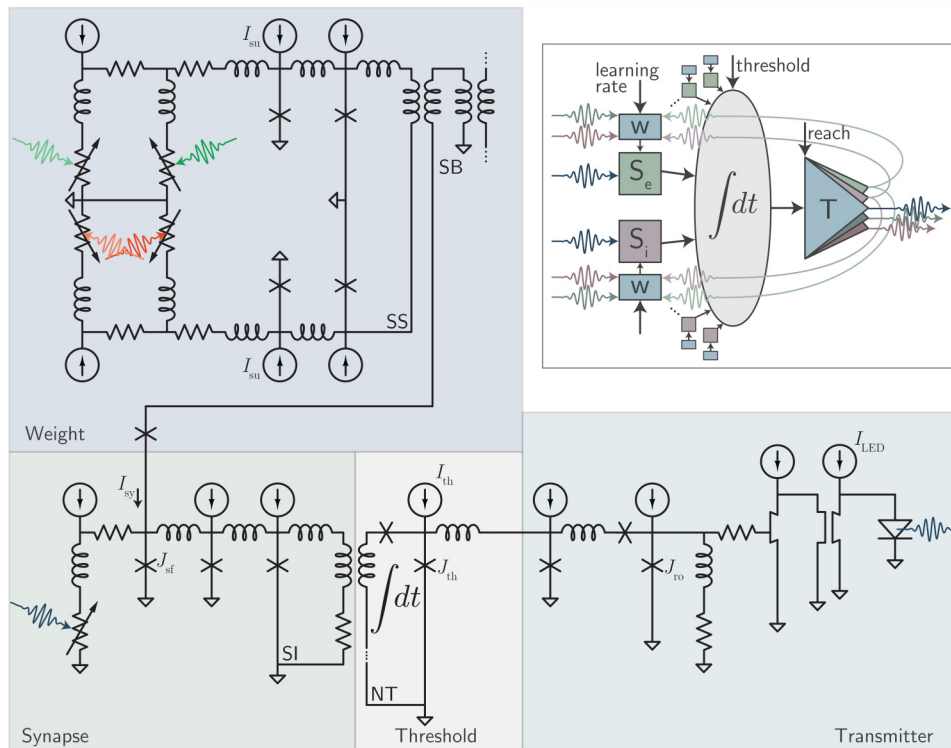 I_su
SB
SS
I_su
Weight
learning
rate
threshold
reach
w
S_e
∫dt
T
S_i
w
I_sy
J_sf
SI
Synapse
I_th
J_th
∫dt
NT
Threshold
I_LED
J_ro
Transmitter